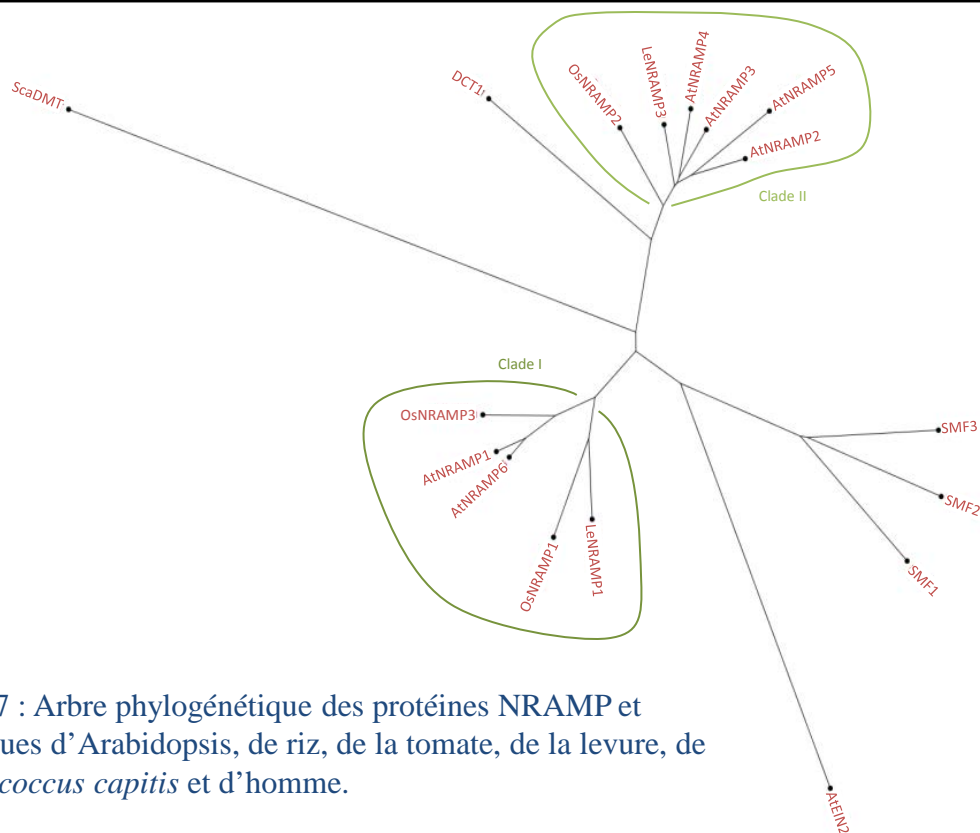 ScaDMT
DCT1
OsNRAMP2
LeNRAMP3
AtNRAMP4
AtNRAMP3
AtNRAMP5
AtNRAMP2
Clade II
Clade I
OsNRAMP3
AtNRAMP1
AtNRAMP6
OsNRAMP1
LeNRAMP1
SMF3
SMF2
SMF1
AtEIN2
7 : Arbre phylogénétique des protéines NRAMP et
ues d’Arabidopsis, de riz, de la tomate, de la levure, de
coccus capitis et d’homme.